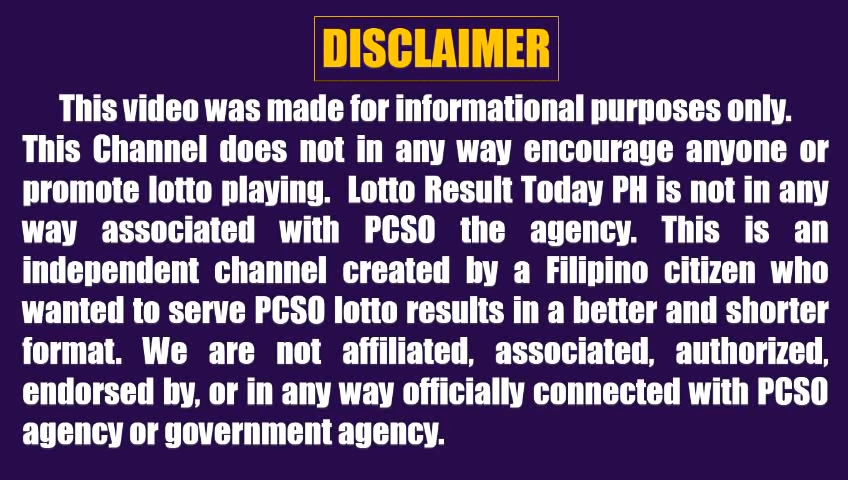 DISCLAIMER
This video was made for informational purposes only.
This Channel does not in any way encourage anyone or
promote lotto playing. Lotto Result Today PH is not in any
way associated with PCSO the agency. This is an
independent channel created by a Filipino citizen who
wanted to serve PCSO lotto results in a better and shorter
format. We are not affiliated, associated, authorized,
endorsed by, or in any way officially connected with PCSO
agency or government agency.